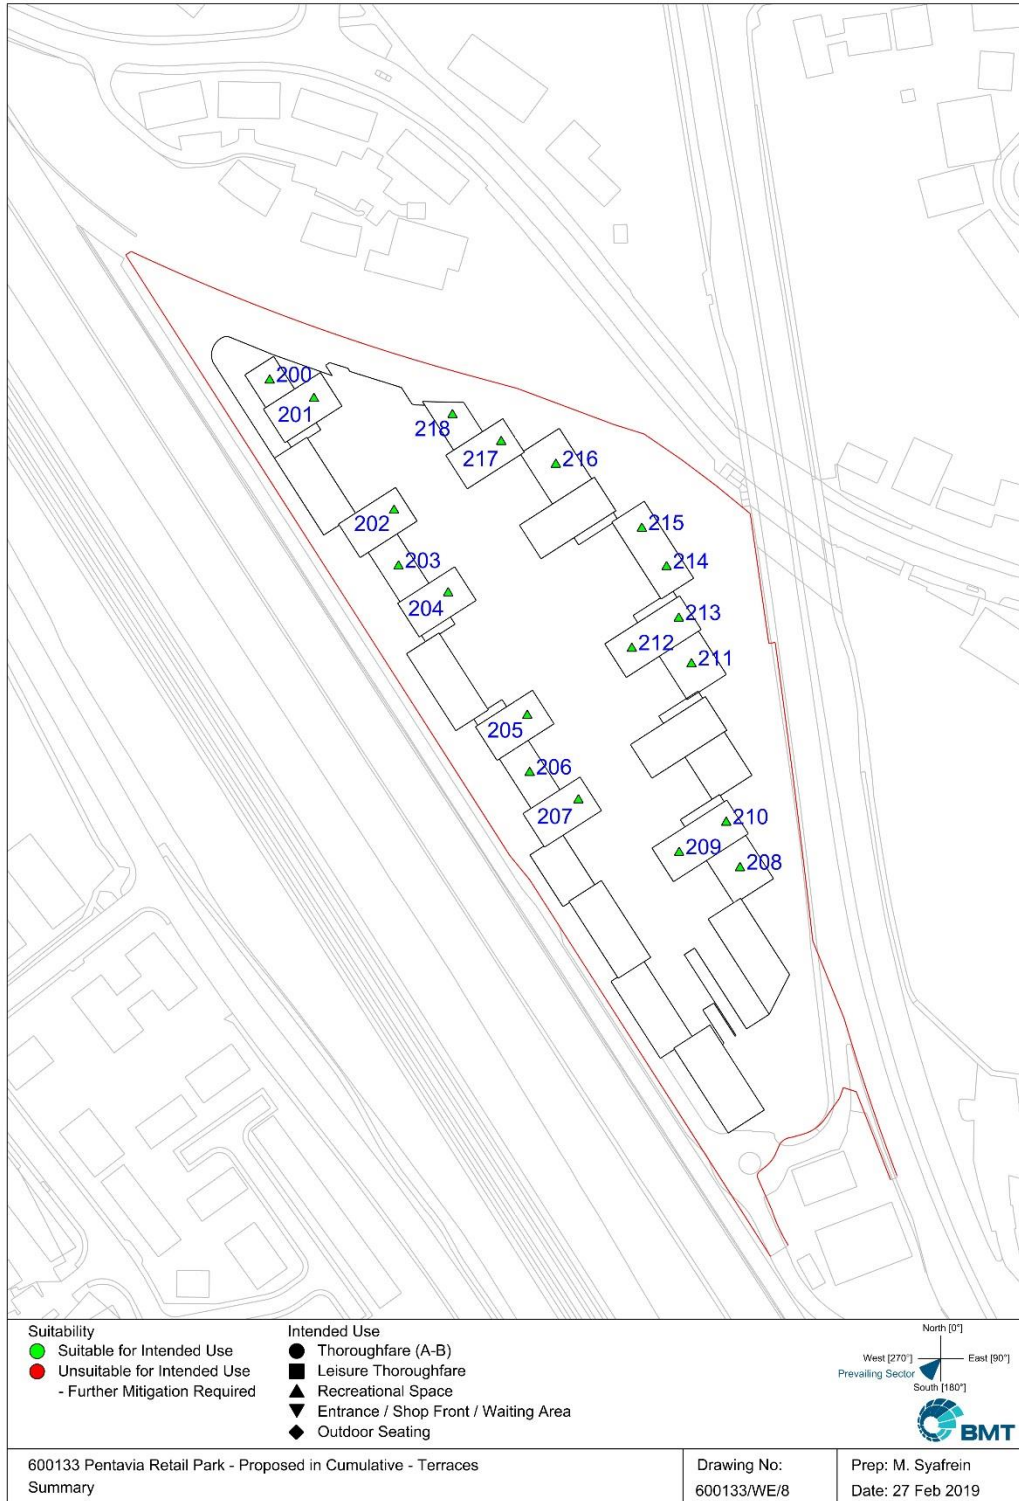 200
201
218
217
216
202
215
203
214
204
213
212
211
205
206
207
210
209
208
Suitability
Suitable for Intended Use
Unsuitable for Intended Use
- Further Mitigation Required
Intended Use
Thoroughfare (A-B)
Leisure Thoroughfare
Recreational Space
Entrance / Shop Front / Waiting Area
Outdoor Seating
North [0°]
West [270°]
East [90°]
Prevailing Sector
South [180°]
BMT
600133 Pentavia Retail Park - Proposed in Cumulative - Terraces
Summary
Drawing No:
600133/WE/8
Prep: M. Syafrein
Date: 27 Feb 2019